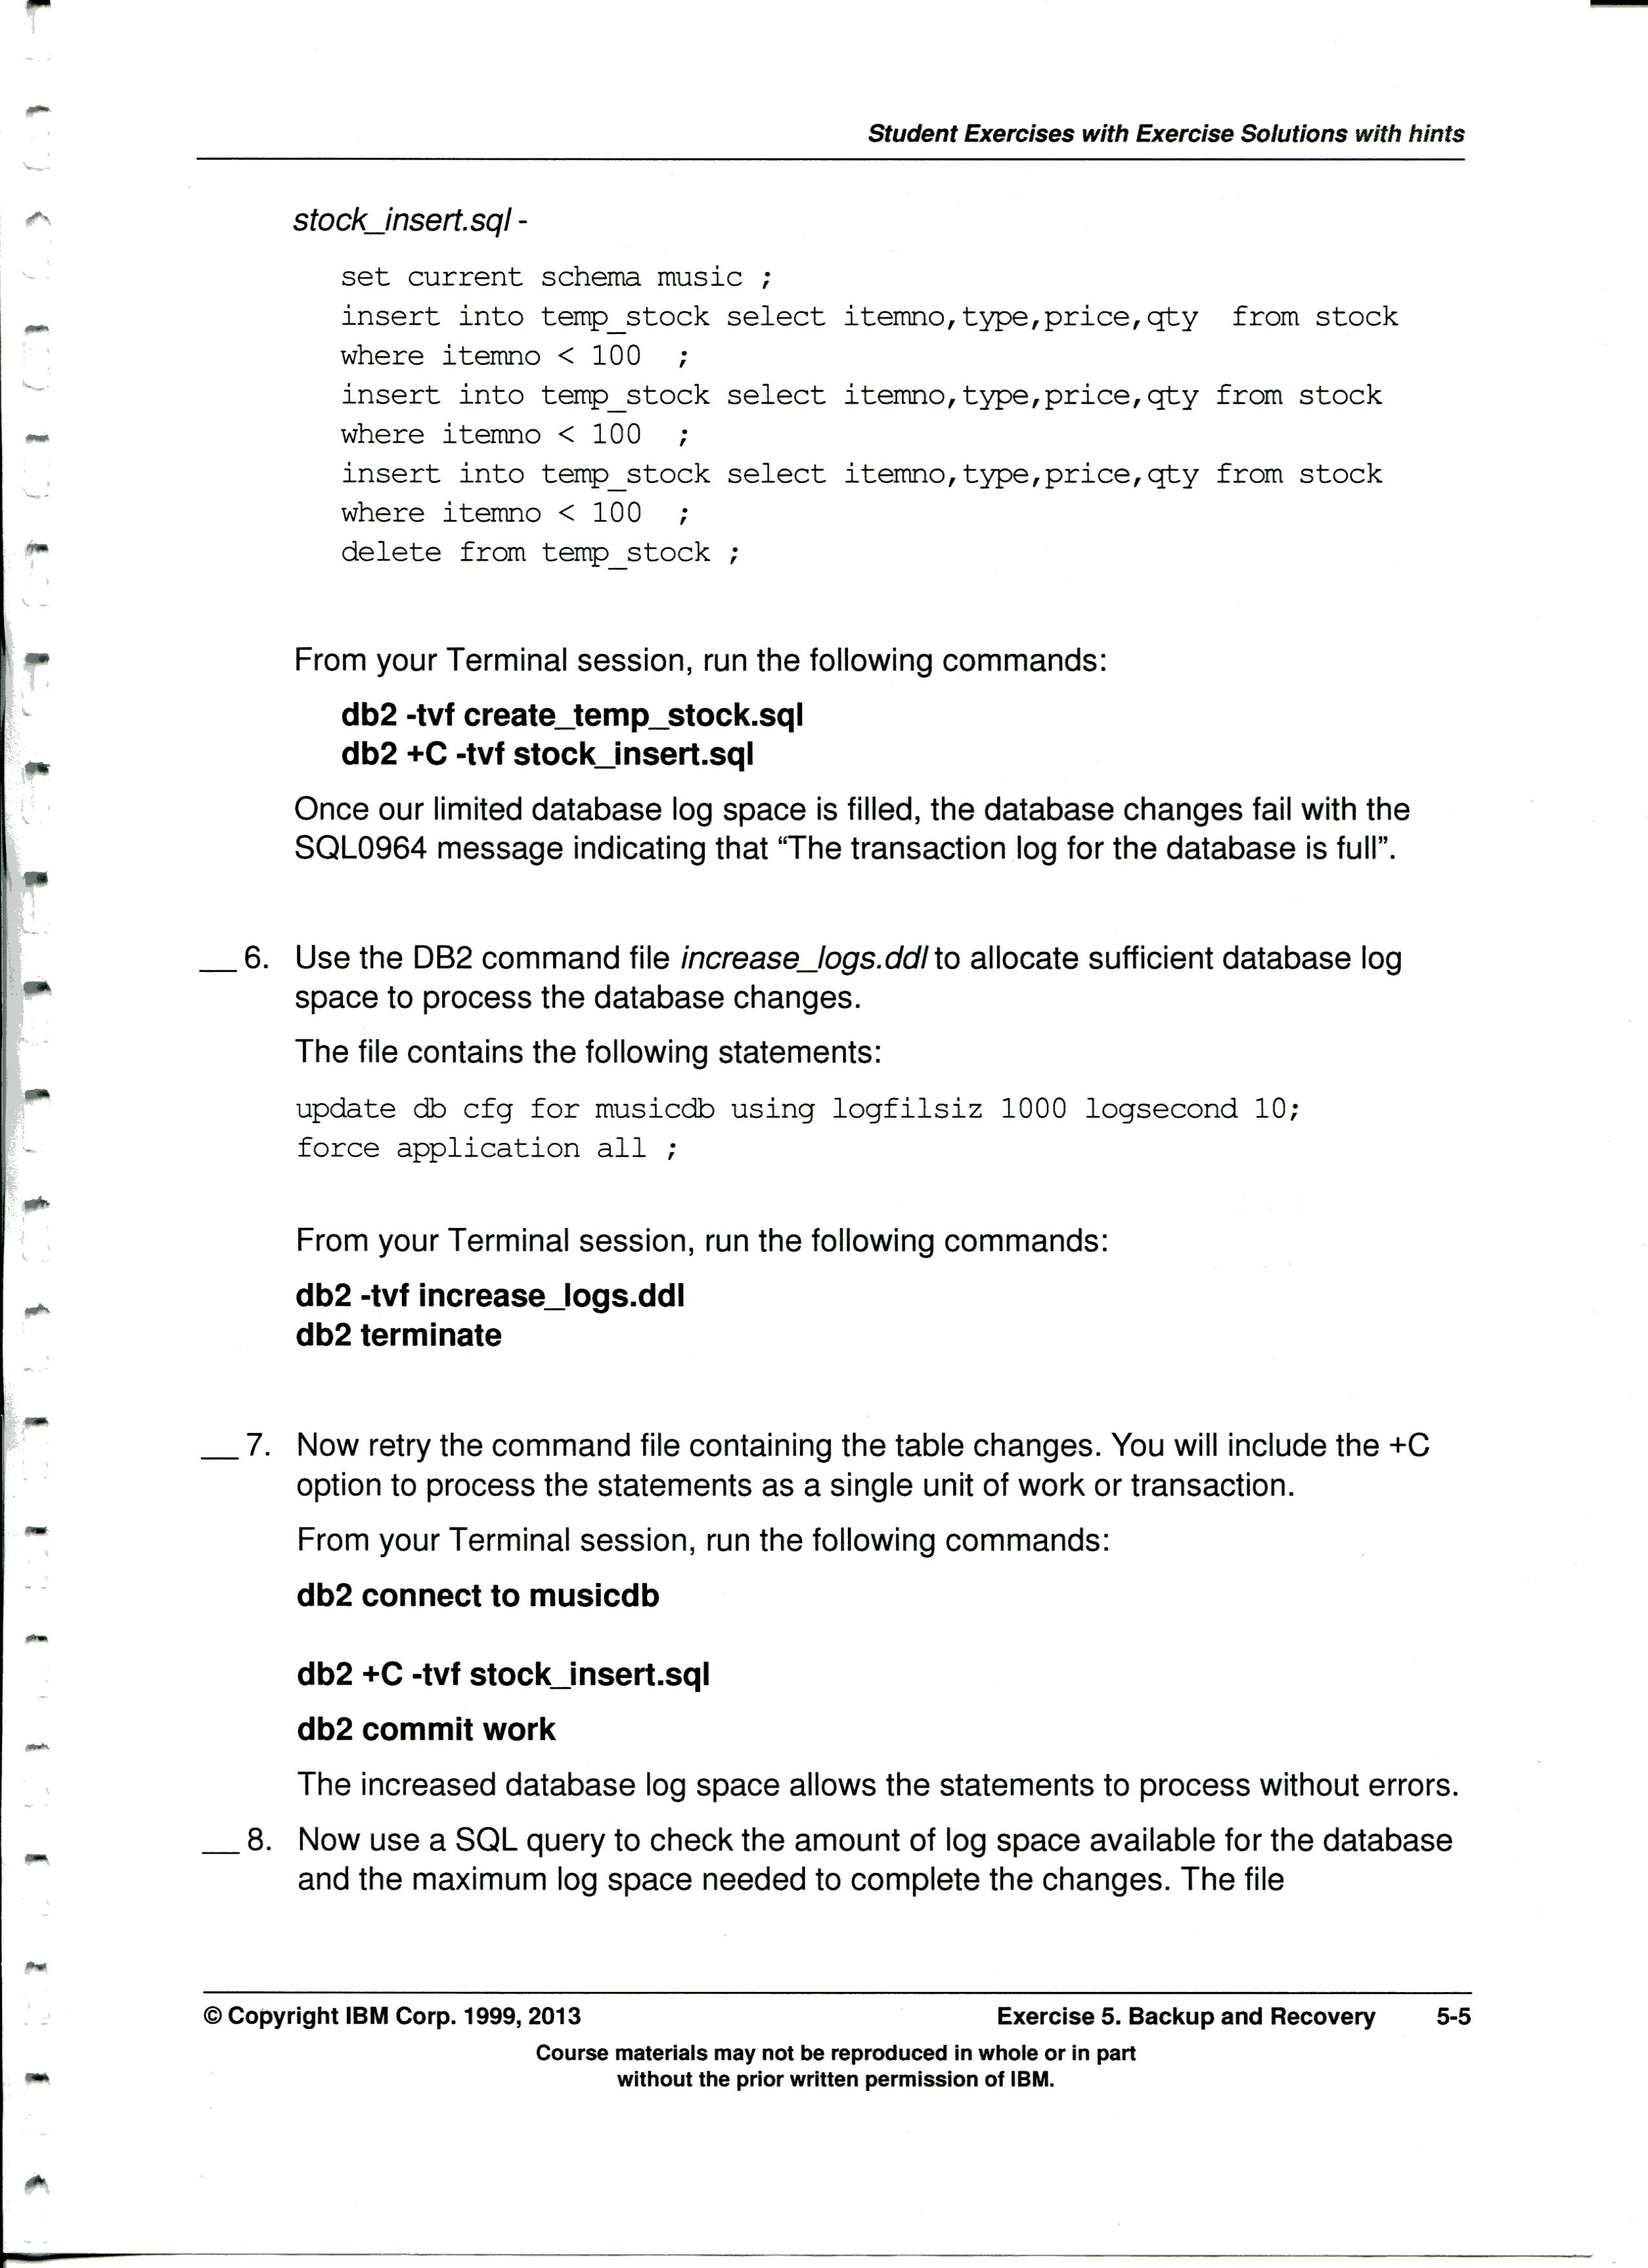 Student Exercises with Exercise Solutions with hints
stock_insert.sql -
set current schema music ;
insert into temp_stock select itemno,type,price,qty  from stock
where itemno < 100  ;
insert into temp_stock select itemno,type,price,qty from stock
where itemno < 100  ;
insert into temp_stock select itemno,type,price,qty from stock
where itemno < 100  ;
delete from temp_stock ;
From your Terminal session, run the following commands:
db2 -tvf create_temp_stock.sql
db2 +C -tvf stock_insert.sql
Once our limited database log space is filled, the database changes fail with the
SQL0964 message indicating that “The transaction log for the database is full”.
__ 6. Use the DB2 command file increase_logs.ddl to allocate sufficient database log
space to process the database changes.
The file contains the following statements:
update db cfg for musicdb using logfilsiz 1000 logsecond 10;
force application all ;
From your Terminal session, run the following commands:
db2 -tvf increase_logs.ddl
db2 terminate
__ 7. Now retry the command file containing the table changes. You will include the +C
option to process the statements as a single unit of work or transaction.
From your Terminal session, run the following commands:
db2 connect to musicdb
db2 +C -tvf stock_insert.sql
db2 commit work
The increased database log space allows the statements to process without errors.
__ 8. Now use a SQL query to check the amount of log space available for the database
and the maximum log space needed to complete the changes. The file
© Copyright IBM Corp. 1999, 2013 Exercise 5. Backup and Recovery 5-5
Course materials may not be reproduced in whole or in part
without the prior written permission of IBM.